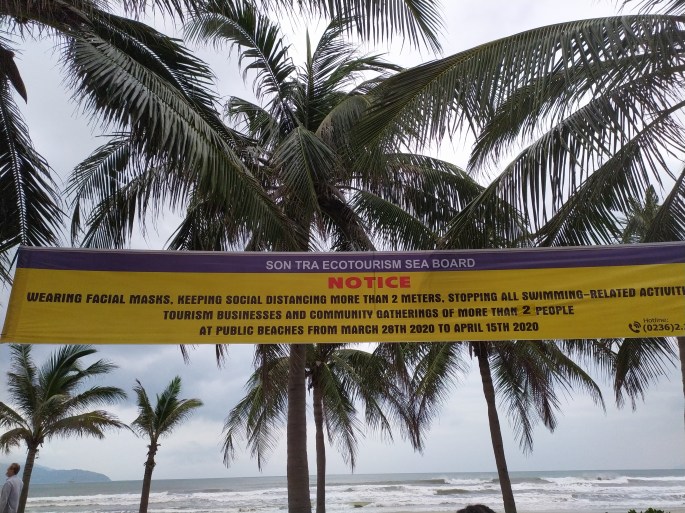 SON TRA ECOTOURISM SEA BOARD
NOTICE
WEARING FACIAL MASKS, KEEPING SOCIAL DISTANCING MORE THAN 2 METERS, STOPPING ALL SWIMMING-RELATED ACTIVITI
TOURISM BUSINESSES AND COMMUNITY GATHERINGS OF MORE THAN 2 PEOPLE
AT PUBLIC BEACHES FROM MARCH 28TH 2020 TO APRIL 15TH 2020
Hotline:
(0236)2.